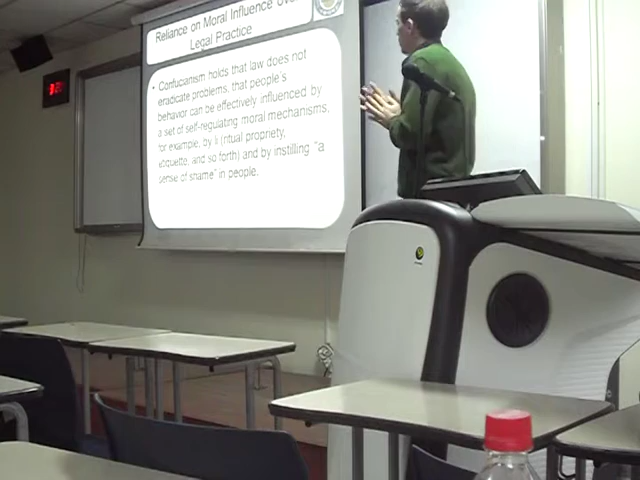 Reliance on Moral Influence Over
Legal Practice
• Confucianism holds that law does not
eradicate problems, that people's
behavior can be effectively influenced by
a set of self-regulating moral mechanisms,
for example, by li (ritual propriety,
etiquette, and so forth) and by instilling "a
sense of shame" in people.